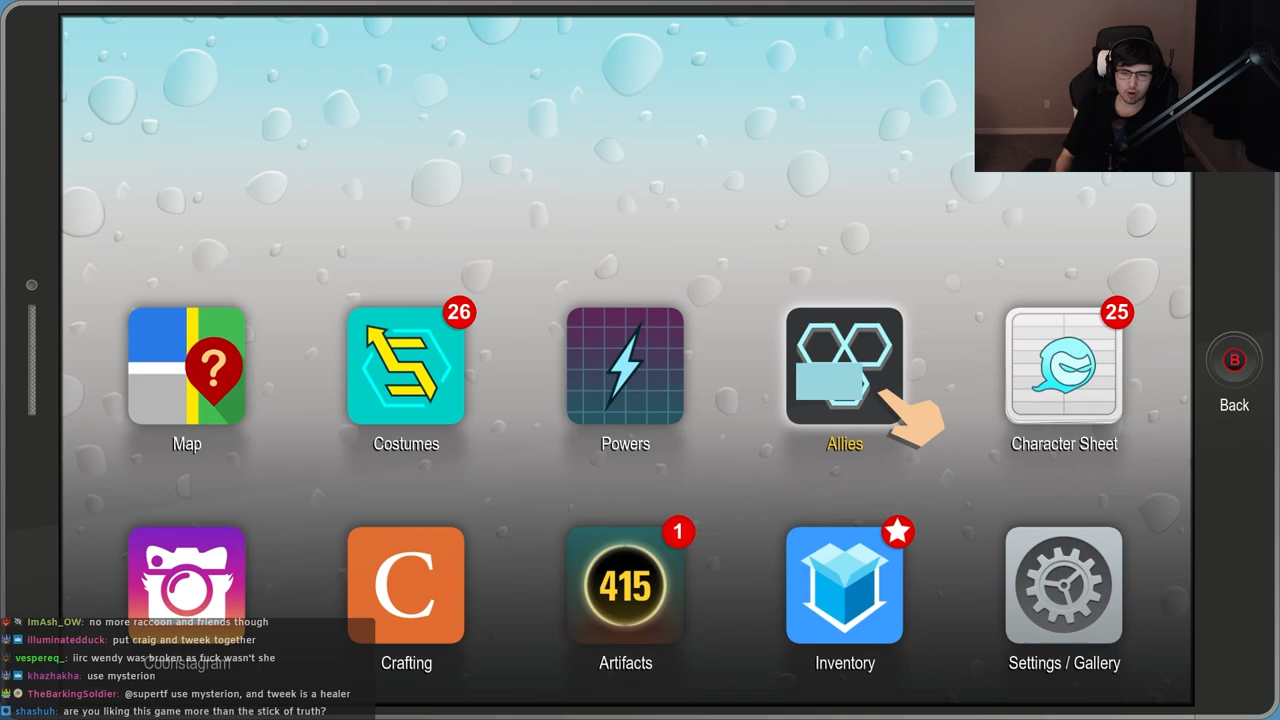 26
25
B
Back
Map
Costumes
Powers
Allies
Character Sheet
1
C
415
Coonstagram
Crafting
Artifacts
Inventory
Settings / Gallery
ImAsh_OW: no more raccoon and friends though
illuminatedduck: put craig and tweek together
vespereq_: iirc wendy was broken as fuck wasn't she
khazhakha: use mysterion
TheBarkingSoldier: @supertf use mysterion, and tweek is a healer
shashuh: are you liking this game more than the stick of truth?